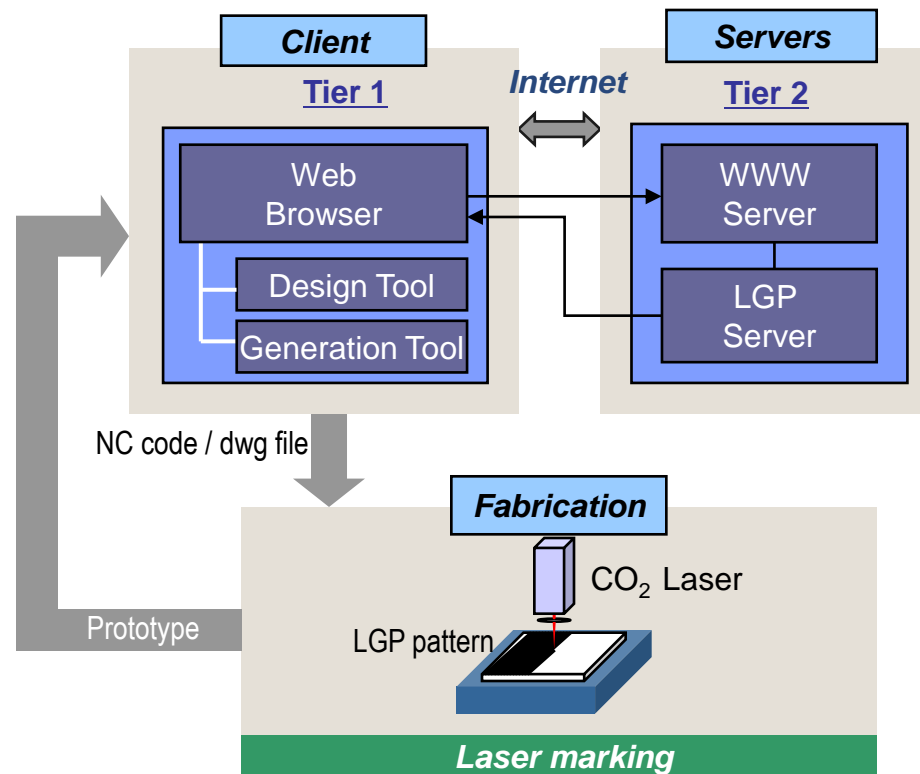 Client
Servers
Tier 1
Internet
Tier 2
Web
Browser
WWW
Server
Design Tool
LGP
Server
Generation Tool
NC code / dwg file
Fabrication
CO₂ Laser
Prototype
LGP pattern
Laser marking